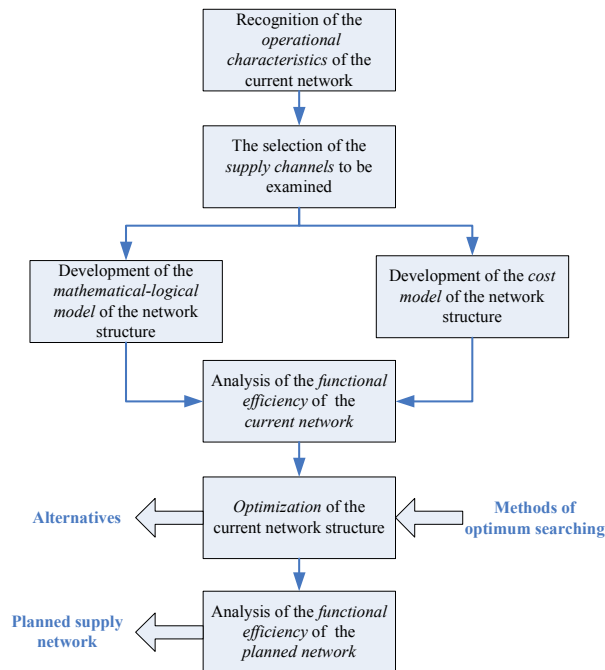 Recognition of the
operational
characteristics of the
current network
The selection of the
supply channels to be
examined
Development of the
mathematical-logical
model of the network
structure
Development of the cost
model of the network
structure
Analysis of the functional
efficiency of the
current network
Alternatives
Optimization of the
current network structure
Methods of
optimum searching
Planned supply
network
Analysis of the functional
efficiency of the
planned network